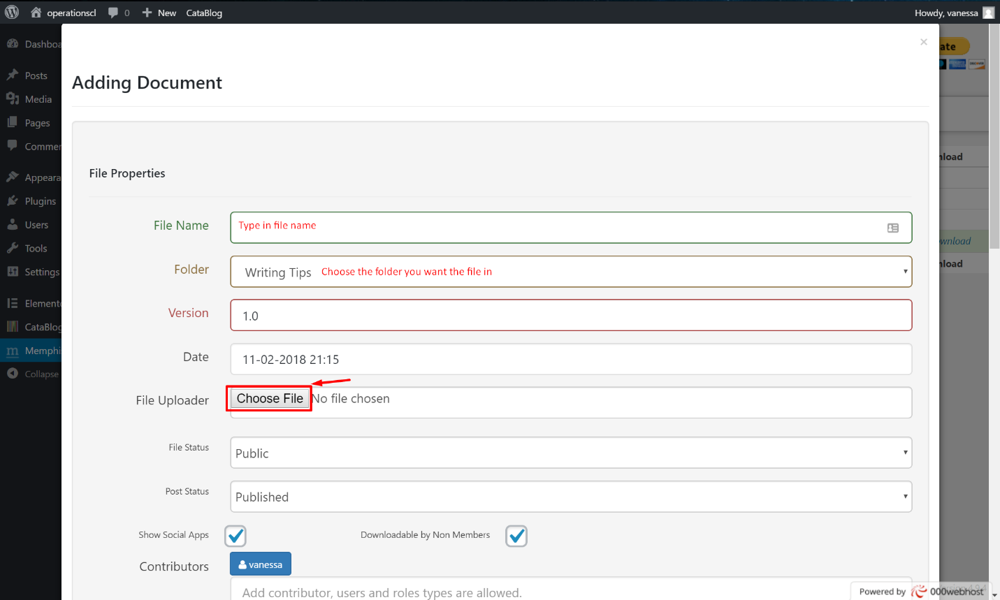 operationscl 0 New CataBlog Howdy, vanessa
Dashboa
Posts
Media
Pages
Commen
Appeara
Plugins
Users
Tools
Settings
Elemento
CataBlog
m Memphis
Collapse
×
ate
DISCOVER
Adding Document
nload
wnload
nload
File Properties
File Name Type in file name
Folder Writing Tips Choose the folder you want the file in
Version 1.0
Date 11-02-2018 21:15
File Uploader Choose File No file chosen
File Status Public
Post Status Published
Show Social Apps Downloadable by Non Members
Contributors vanessa
Add contributor, users and roles types are allowed.
Powered by 000webhost